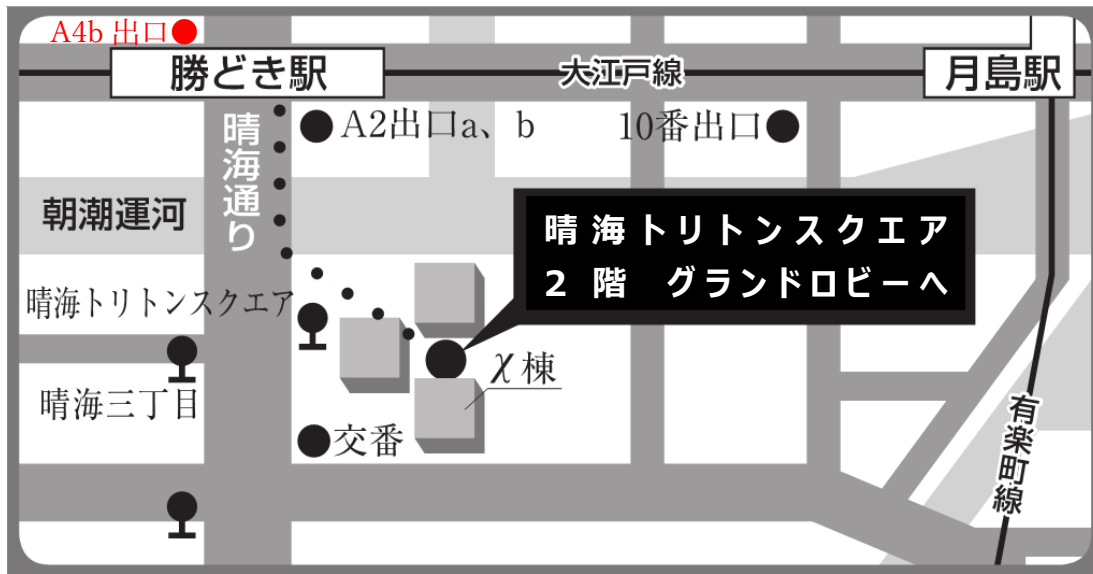 A4b 出口
勝どき駅
大江戸線
月島駅
A2出口a、b
10番出口
晴海通り
朝潮運河
晴海トリトンスクエア
2階 グランドロビーへ
晴海トリトンスクエア
χ棟
晴海三丁目
交番
有楽町線